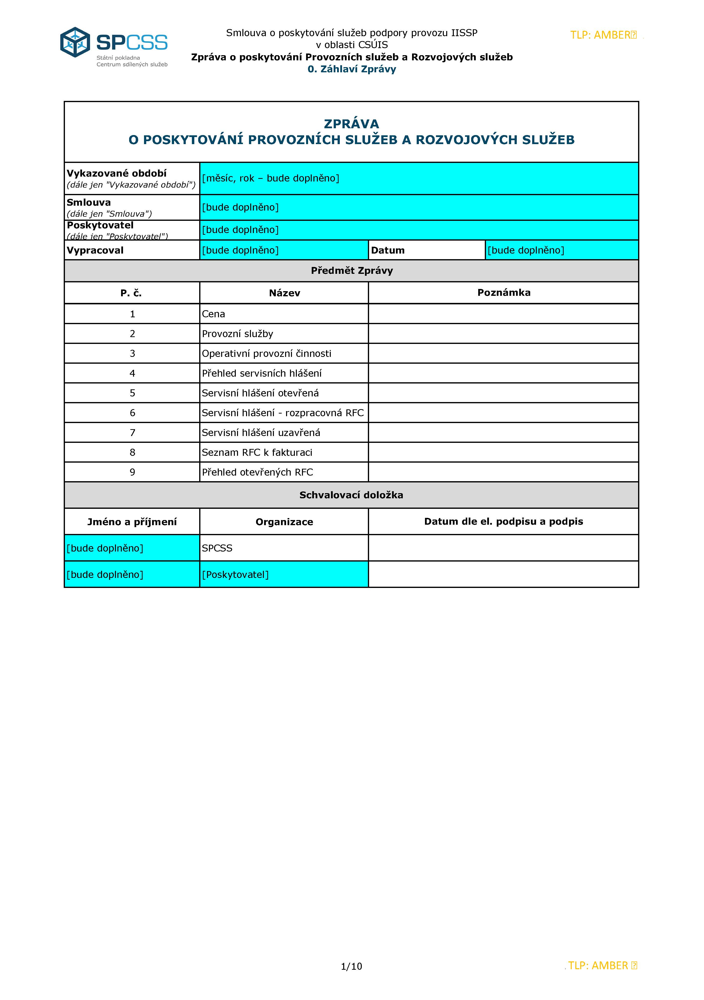 SPCSS
Státní pokladna
Centrum sdílených služeb
Smlouva o poskytování služeb podpory provozu IISSP
v oblasti CSÚIS
Zpráva o poskytování Provozních služeb a Rozvojových služeb
0. Záhlaví Zprávy
TLP: AMBER
ZPRÁVA
O POSKYTOVÁNÍ PROVOZNÍCH SLUŽEB A ROZVOJOVÝCH SLUŽEB
Vykazované období
(dále jen "Vykazované období")
[měsíc, rok – bude doplněno]
Smlouva
(dále jen "Smlouva")
[bude doplněno]
Poskytovatel
(dále jen "Poskytovatel")
[bude doplněno]
Vypracoval [bude doplněno] Datum [bude doplněno]
Předmět Zprávy
P. č. Název Poznámka
1 Cena
2 Provozní služby
3 Operativní provozní činnosti
4 Přehled servisních hlášení
5 Servisní hlášení otevřená
6 Servisní hlášení - rozpracovná RFC
7 Servisní hlášení uzavřená
8 Seznam RFC k fakturaci
9 Přehled otevřených RFC
Schvalovací doložka
Jméno a příjmení Organizace Datum dle el. podpisu a podpis
[bude doplněno] SPCSS
[bude doplněno] [Poskytovatel]
1/10
TLP: AMBER